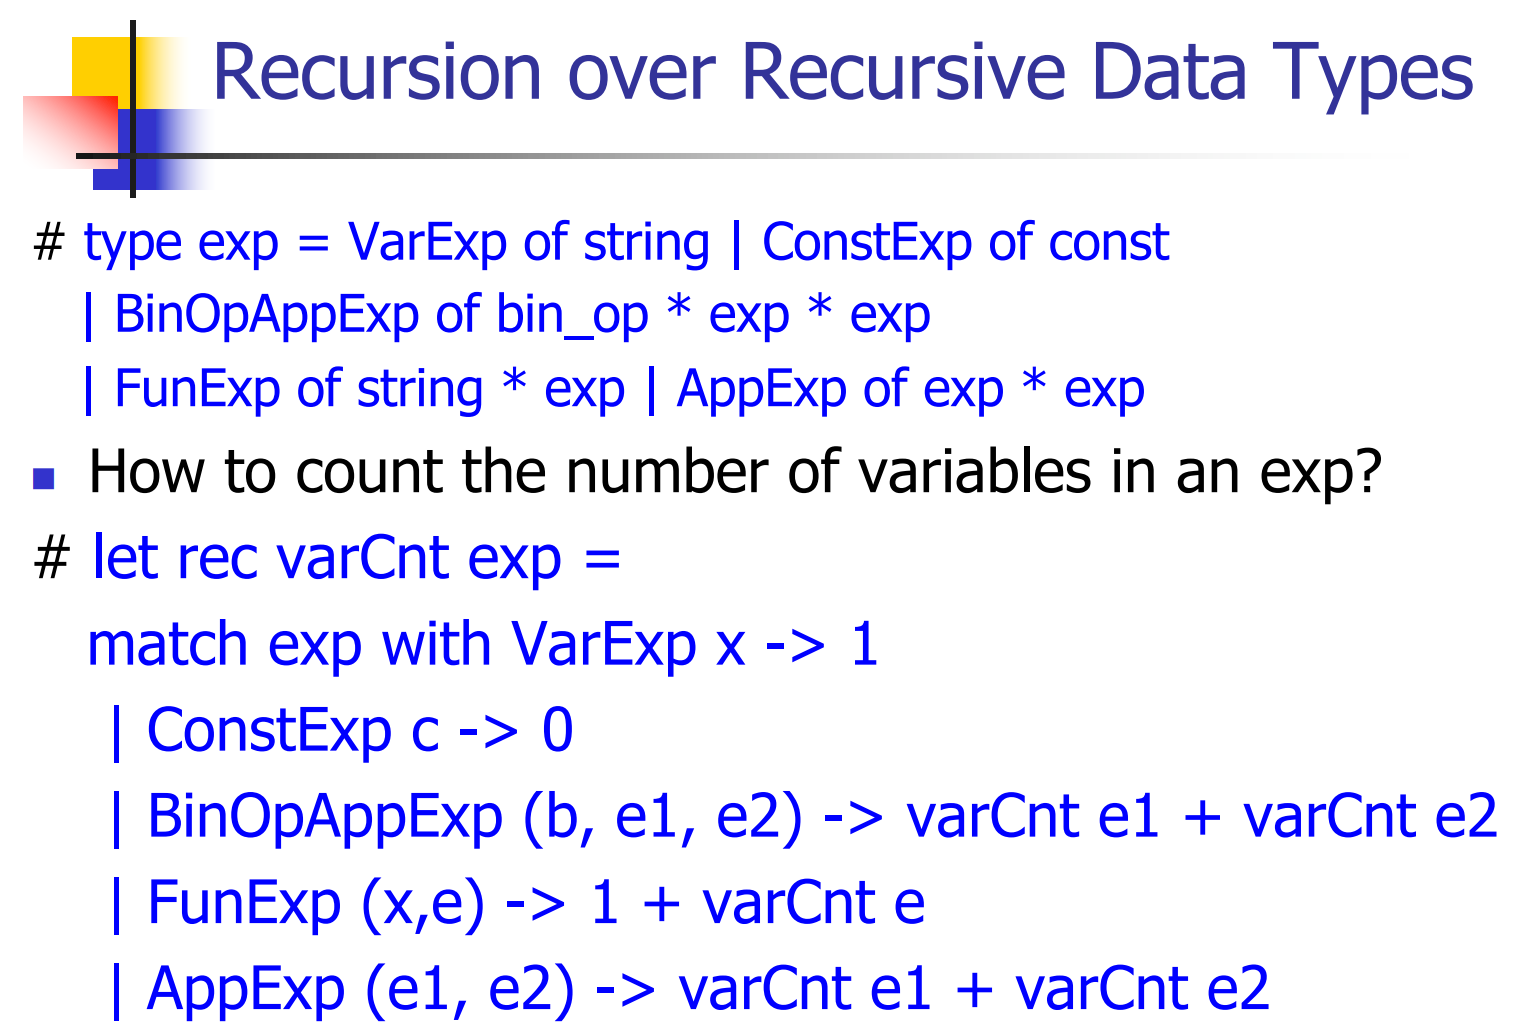 Recursion over Recursive Data Types
# type exp = VarExp of string | ConstExp of const
| BinOpAppExp of bin_op * exp * exp
| FunExp of string * exp | AppExp of exp * exp
How to count the number of variables in an exp?
# let rec varCnt exp =
match exp with VarExp x -> 1
| ConstExp c -> 0
| BinOpAppExp (b, e1, e2) -> varCnt e1 + varCnt e2
| FunExp (x,e) -> 1 + varCnt e
| AppExp (e1, e2) -> varCnt e1 + varCnt e2